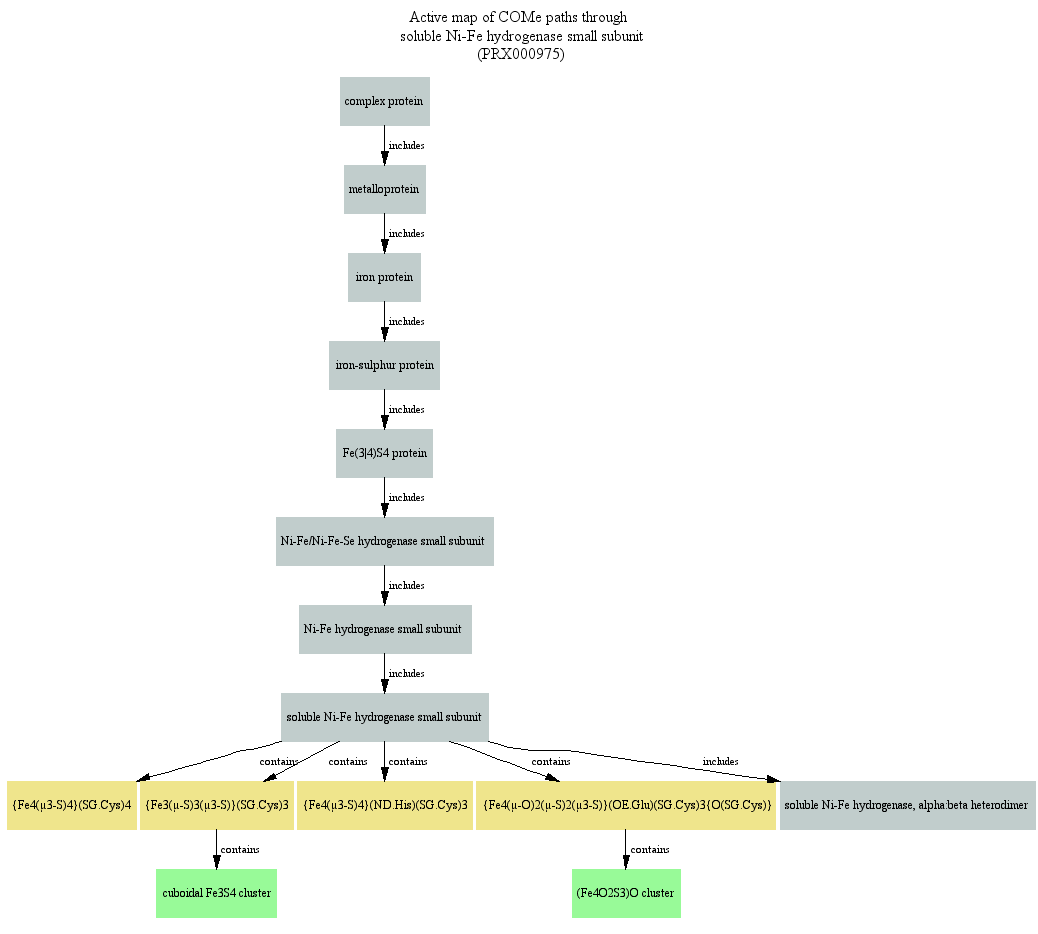 Active map of COMe paths through
soluble Ni-Fe hydrogenase small subunit
(PRX000975)
complex protein
includes
metalloprotein
includes
iron protein
includes
iron-sulphur protein
includes
Fe(3|4)S4 protein
includes
Ni-Fe/Ni-Fe-Se hydrogenase small subunit
includes
Ni-Fe hydrogenase small subunit
includes
soluble Ni-Fe hydrogenase small subunit
contains
contains
contains
contains
includes
{Fe4(μ3-S)4}(SG.Cys)4
{Fe3(μ-S)3(μ3-S)}(SG.Cys)3
{Fe4(μ3-S)4}(ND.His)(SG.Cys)3
{Fe4(μ-O)2(μ-S)2(μ3-S)}(OE.Glu)(SG.Cys)3{O(SG.Cys)}
soluble Ni-Fe hydrogenase, alpha:beta heterodimer
contains
contains
cuboidal Fe3S4 cluster
(Fe4O2S3)O cluster